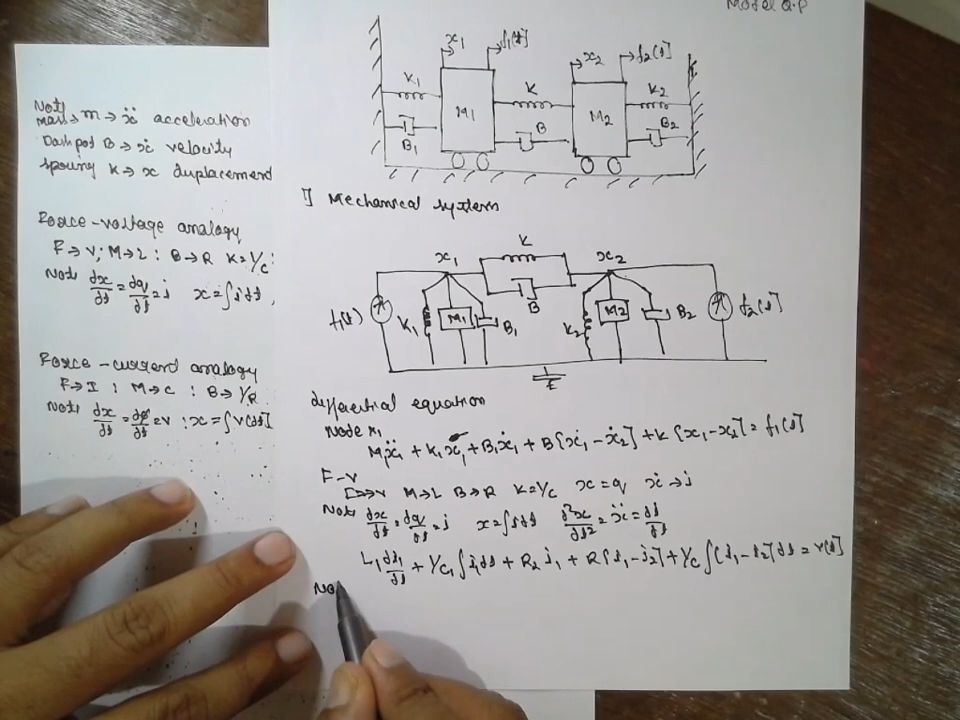 Model Q.P
Note
Mass → m → ẍ acceleration
Dashpot B → ẋ velocity
Spring K → x displacement
Force-voltage analogy
F → V; M → L : B → R K = 1/C :
Note dx/dt = dq/dt = i x = ∫i dt,
Force-current analogy
F → I : M → C : B → 1/R
Note dx/dt = dφ/dt = v : x = ∫v(dt)
x1 f1(t) x2 f2(t)
K1 M1 K M2 K2
B1 B B2
1] Mechanical system
K
x1 x2
B
f1(t) K1 M1 B1 K2 M2 B2 f2(t)
E
differential equation
Node x1
M1ẍ1 + K1x1 + B1ẋ1 + B[ẋ1 - ẋ2] + K[x1 - x2] = f1(t)
F-V
F → V M → L B → R K = 1/C x = q ẋ → i
Note dx/dt = dq/dt = i x = ∫i dt d²x/dt² = ẍ = di/dt
L1 di1/dt + 1/C1 ∫i1 dt + R2 i1 + R[i1 - i2] + 1/C ∫(i1 - i2) dt = v(t)
No